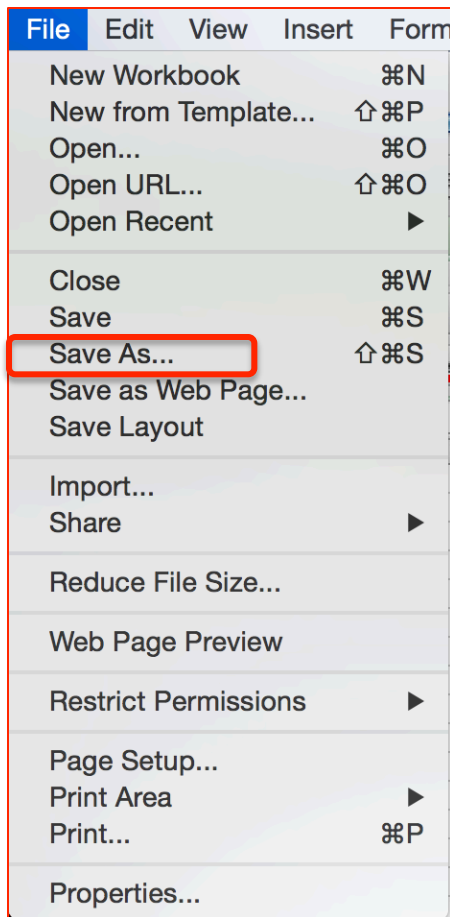 File Edit View Insert Form
New Workbook ⌘N
New from Template... ⇧⌘P
Open... ⌘O
Open URL... ⇧⌘O
Open Recent ▶
Close ⌘W
Save ⌘S
Save As... ⇧⌘S
Save as Web Page...
Save Layout
Import...
Share ▶
Reduce File Size...
Web Page Preview
Restrict Permissions ▶
Page Setup...
Print Area ▶
Print... ⌘P
Properties...